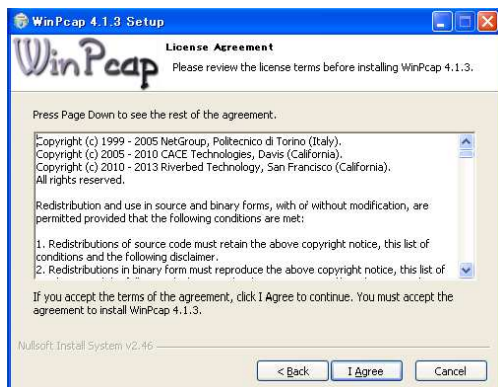 WinPcap 4.1.3 Setup
WinPcap
License Agreement
Please review the license terms before installing WinPcap 4.1.3.
Press Page Down to see the rest of the agreement.
Copyright (c) 1999 - 2005 NetGroup, Politecnico di Torino (Italy).
Copyright (c) 2005 - 2010 CACE Technologies, Davis (California).
Copyright (c) 2010 - 2013 Riverbed Technology, San Francisco (California).
All rights reserved.
Redistribution and use in source and binary forms, with or without modification, are
permitted provided that the following conditions are met:
1. Redistributions of source code must retain the above copyright notice, this list of
conditions and the following disclaimer.
2. Redistributions in binary form must reproduce the above copyright notice, this list of
If you accept the terms of the agreement, click I Agree to continue. You must accept the
agreement to install WinPcap 4.1.3.
Nullsoft Install System v2.46
< Back
I Agree
Cancel